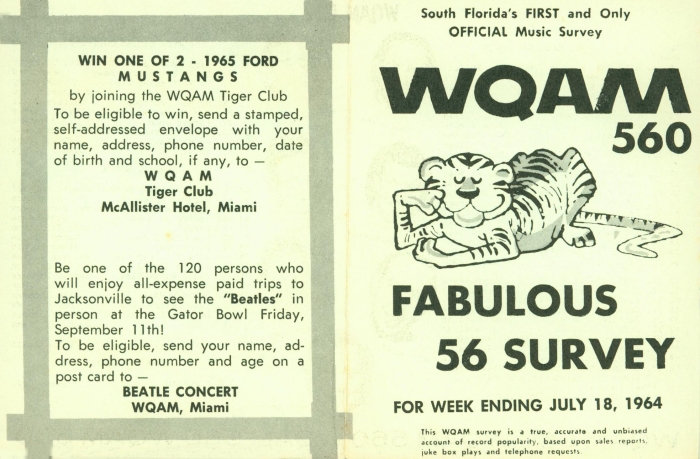 WIN ONE OF 2 - 1965 FORD
MUSTANGS
by joining the WQAM Tiger Club
To be eligible to win, send a stamped,
self-addressed envelope with your
name, address, phone number, date
of birth and school, if any, to —
WQAM
Tiger Club
McAllister Hotel, Miami
Be one of the 120 persons who
will enjoy all-expense paid trips to
Jacksonville to see the "Beatles" in
person at the Gator Bowl Friday,
September 11th!
To be eligible, send your name, ad-
dress, phone number and age on a
post card to —
BEATLE CONCERT
WQAM, Miami
South Florida's FIRST and Only
OFFICIAL Music Survey
WQAM
560
FABULOUS
56 SURVEY
FOR WEEK ENDING JULY 18, 1964
This WQAM survey is a true, accurate and unbiased
account of record popularity, based upon sales reports,
juke box plays and telephone requests.